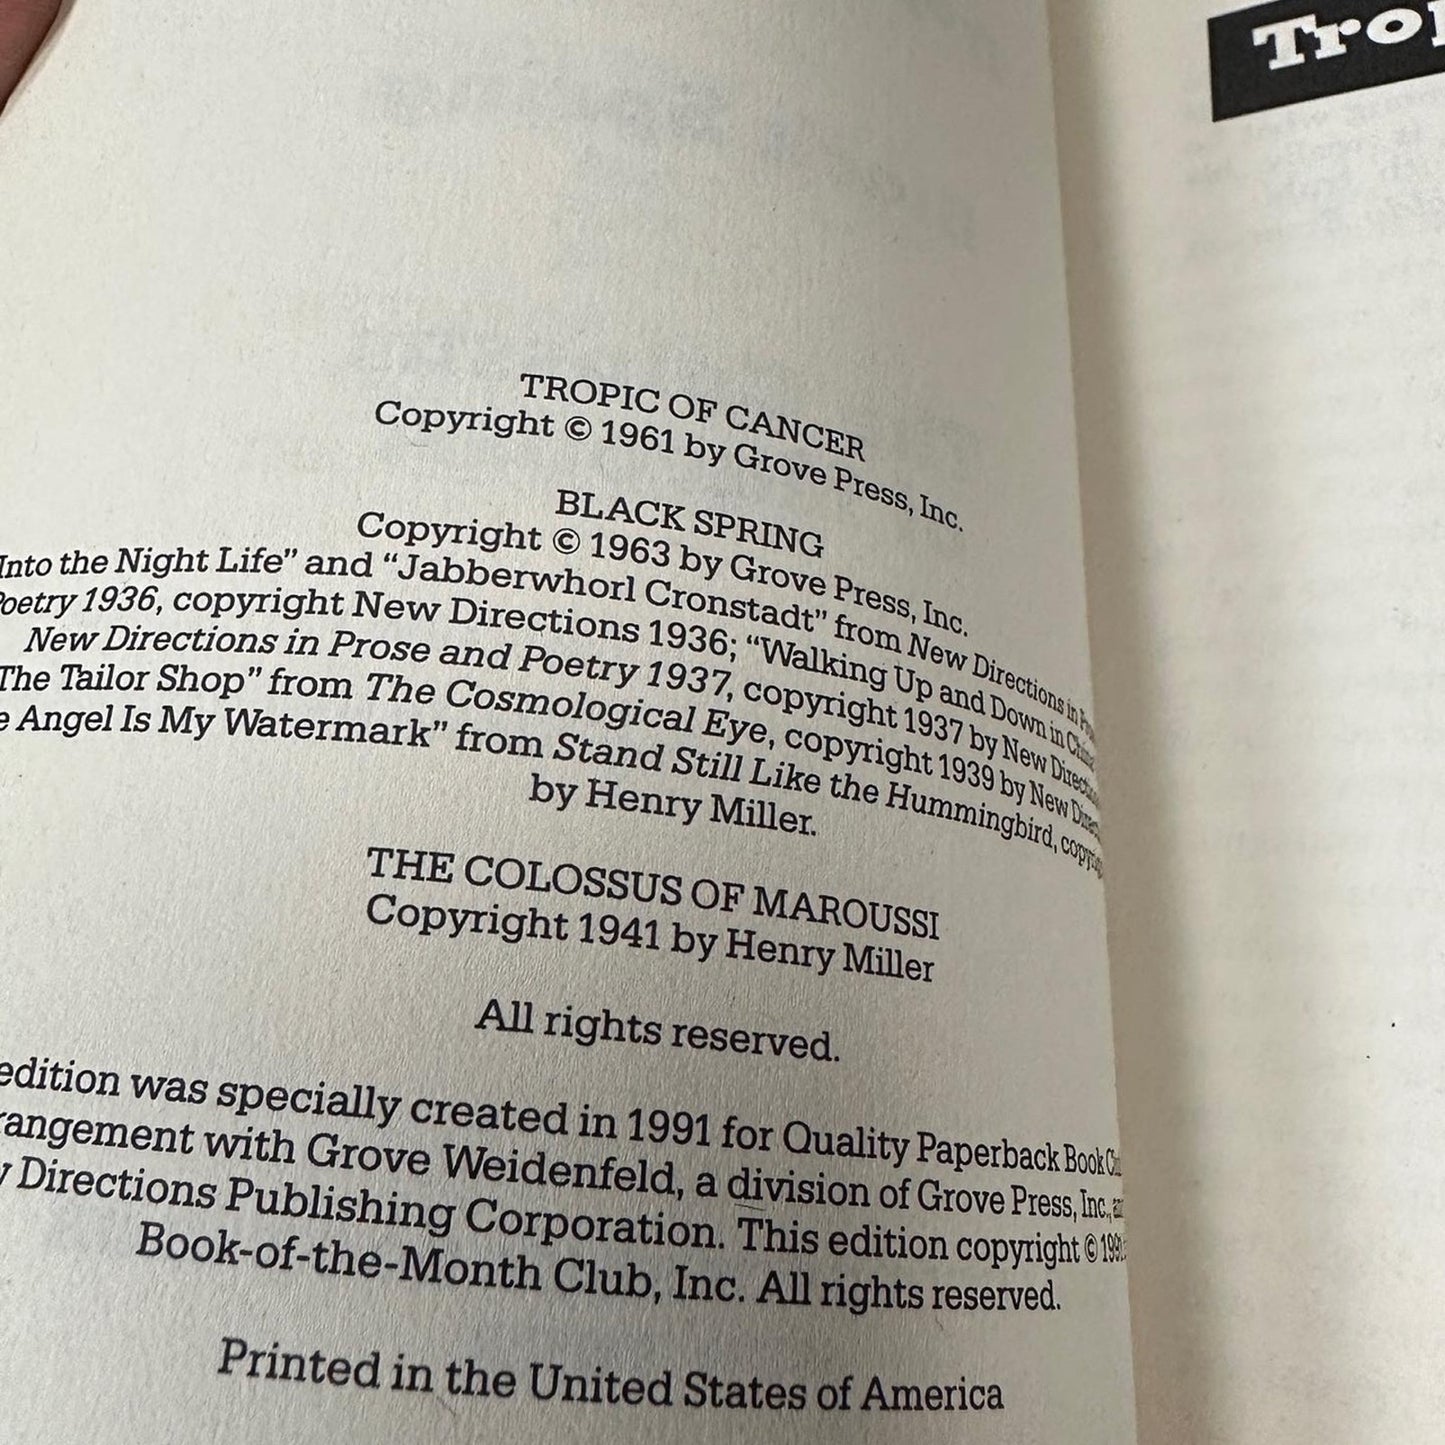 TROPIC OF CANCER
Copyright © 1961 by Grove Press, Inc.
BLACK SPRING
Copyright © 1963 by Grove Press, Inc.
Into the Night Life” and “Jabberwhorl Cronstadt” from New Directions in
Poetry 1936, copyright New Directions 1936; “Walking Up and Down in China
New Directions in Prose and Poetry 1937, copyright 1937 by New
The Tailor Shop” from The Cosmological Eye, copyright 1939 by New
Angel Is My Watermark” from Stand Still Like the Hummingbird,
by Henry Miller.
THE COLOSSUS OF MAROUSSI
Copyright 1941 by Henry Miller
All rights reserved.
edition was specially created in 1991 for Quality Paperback Book
with Grove Weidenfeld, a division of Grove Press, Inc.,
Directions Publishing Corporation. This edition copyright © 1991
Book-of-the-Month Club, Inc. All rights reserved.
Printed in the United States of America